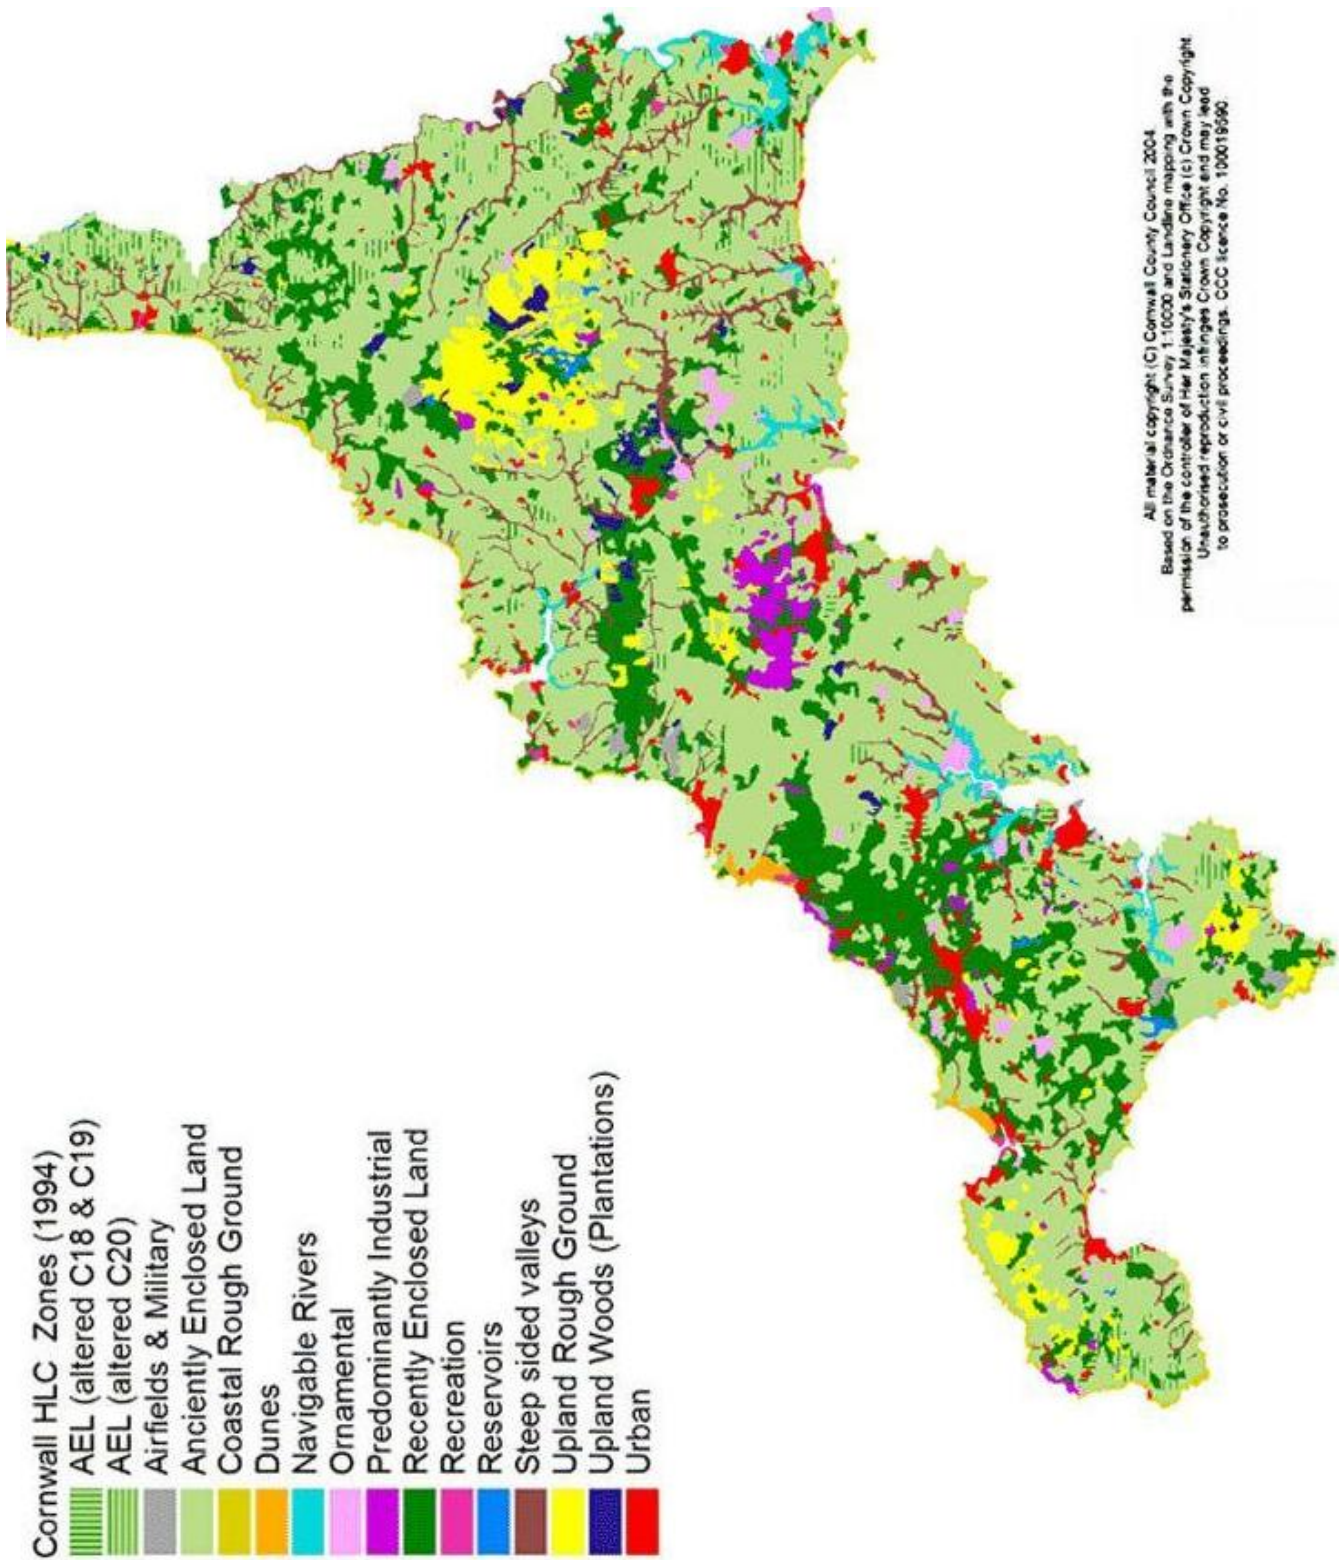 Cornwall HLC Zones (1994)
AEL (altered C18 & C19)
AEL (altered C20)
Airfields & Military
Anciently Enclosed Land
Coastal Rough Ground
Dunes
Navigable Rivers
Ornamental
Predominantly Industrial
Recently Enclosed Land
Recreation
Reservoirs
Steep sided valleys
Upland Rough Ground
Upland Woods (Plantations)
Urban
All material copyright (C) Cornwall County Council 2004.
Based on the Ordnance Survey 1:10000 and Landline mapping with the
permission of the controller of Her Majesty's Stationery Office (c) Crown Copyright.
Unauthorised reproduction infringes Crown Copyright and may lead
to prosecution or civil proceedings. CCC licence No. 100019590.